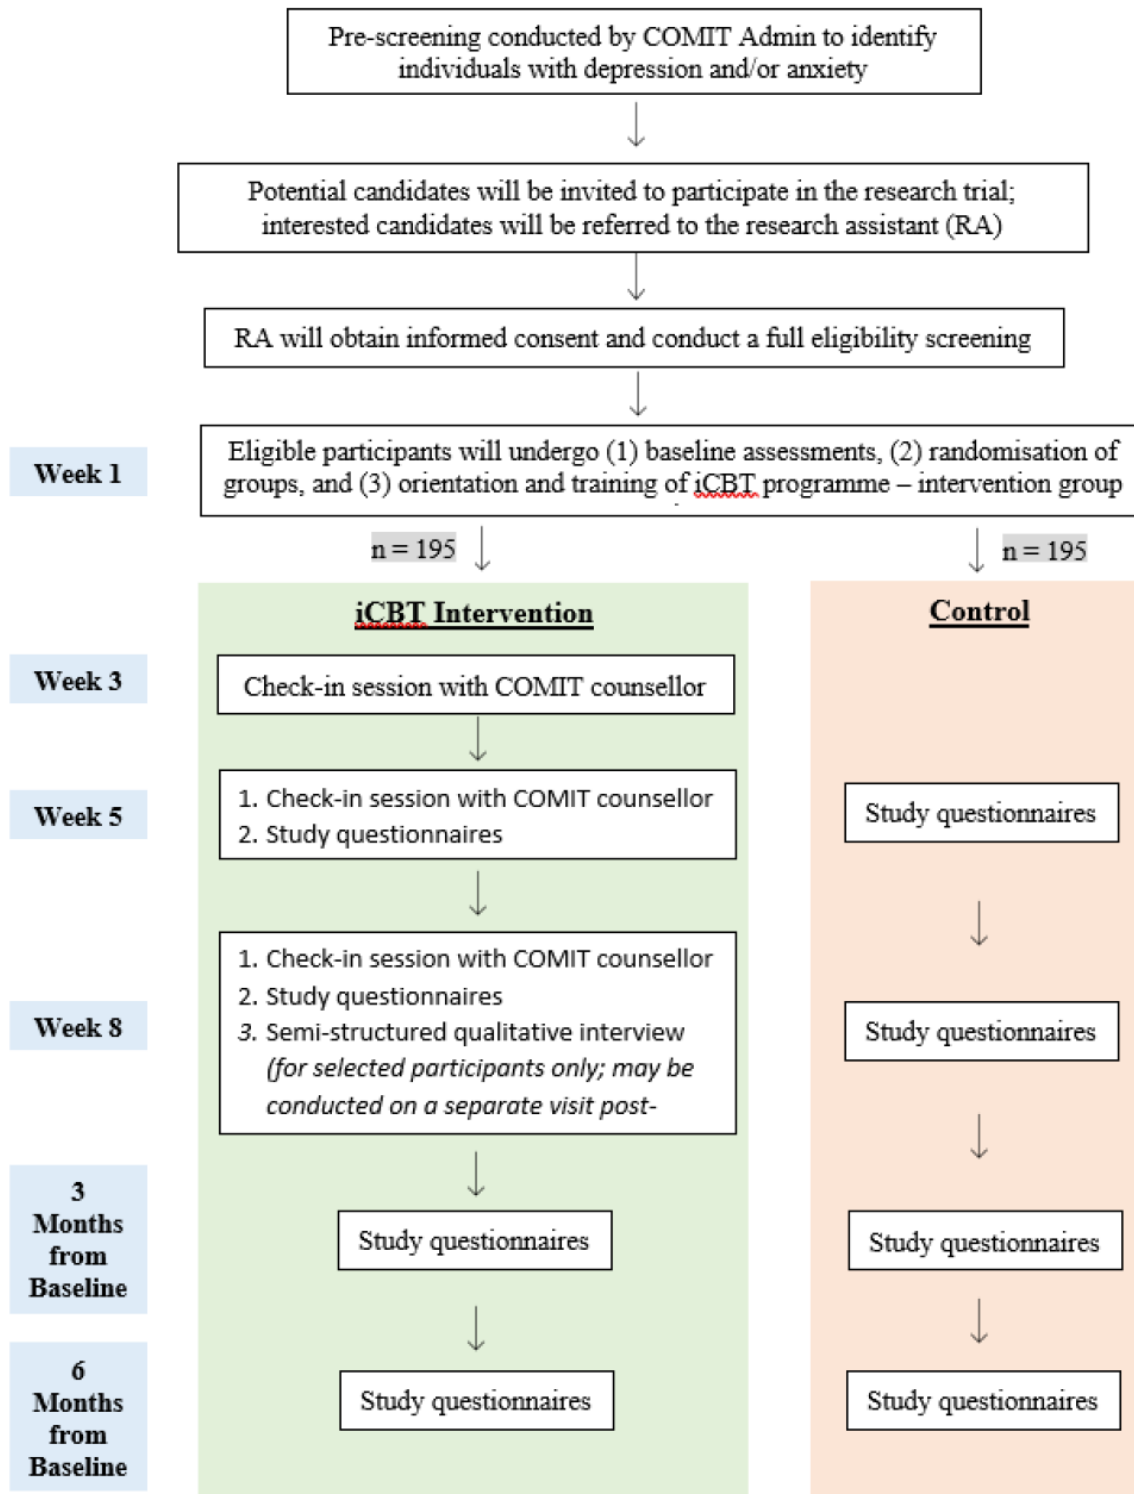 Pre-screening conducted by COMIT Admin to identify
individuals with depression and/or anxiety
Potential candidates will be invited to participate in the research trial;
interested candidates will be referred to the research assistant (RA)
RA will obtain informed consent and conduct a full eligibility screening
Week 1
Eligible participants will undergo (1) baseline assessments, (2) randomisation of
groups, and (3) orientation and training of iCBT programme – intervention group
n = 195
n = 195
iCBT Intervention
Control
Week 3
Check-in session with COMIT counsellor
Week 5
1. Check-in session with COMIT counsellor
2. Study questionnaires
Study questionnaires
Week 8
1. Check-in session with COMIT counsellor
2. Study questionnaires
3. Semi-structured qualitative interview
(for selected participants only; may be
conducted on a separate visit post-
Study questionnaires
3
Months
from
Baseline
Study questionnaires
Study questionnaires
6
Months
from
Baseline
Study questionnaires
Study questionnaires